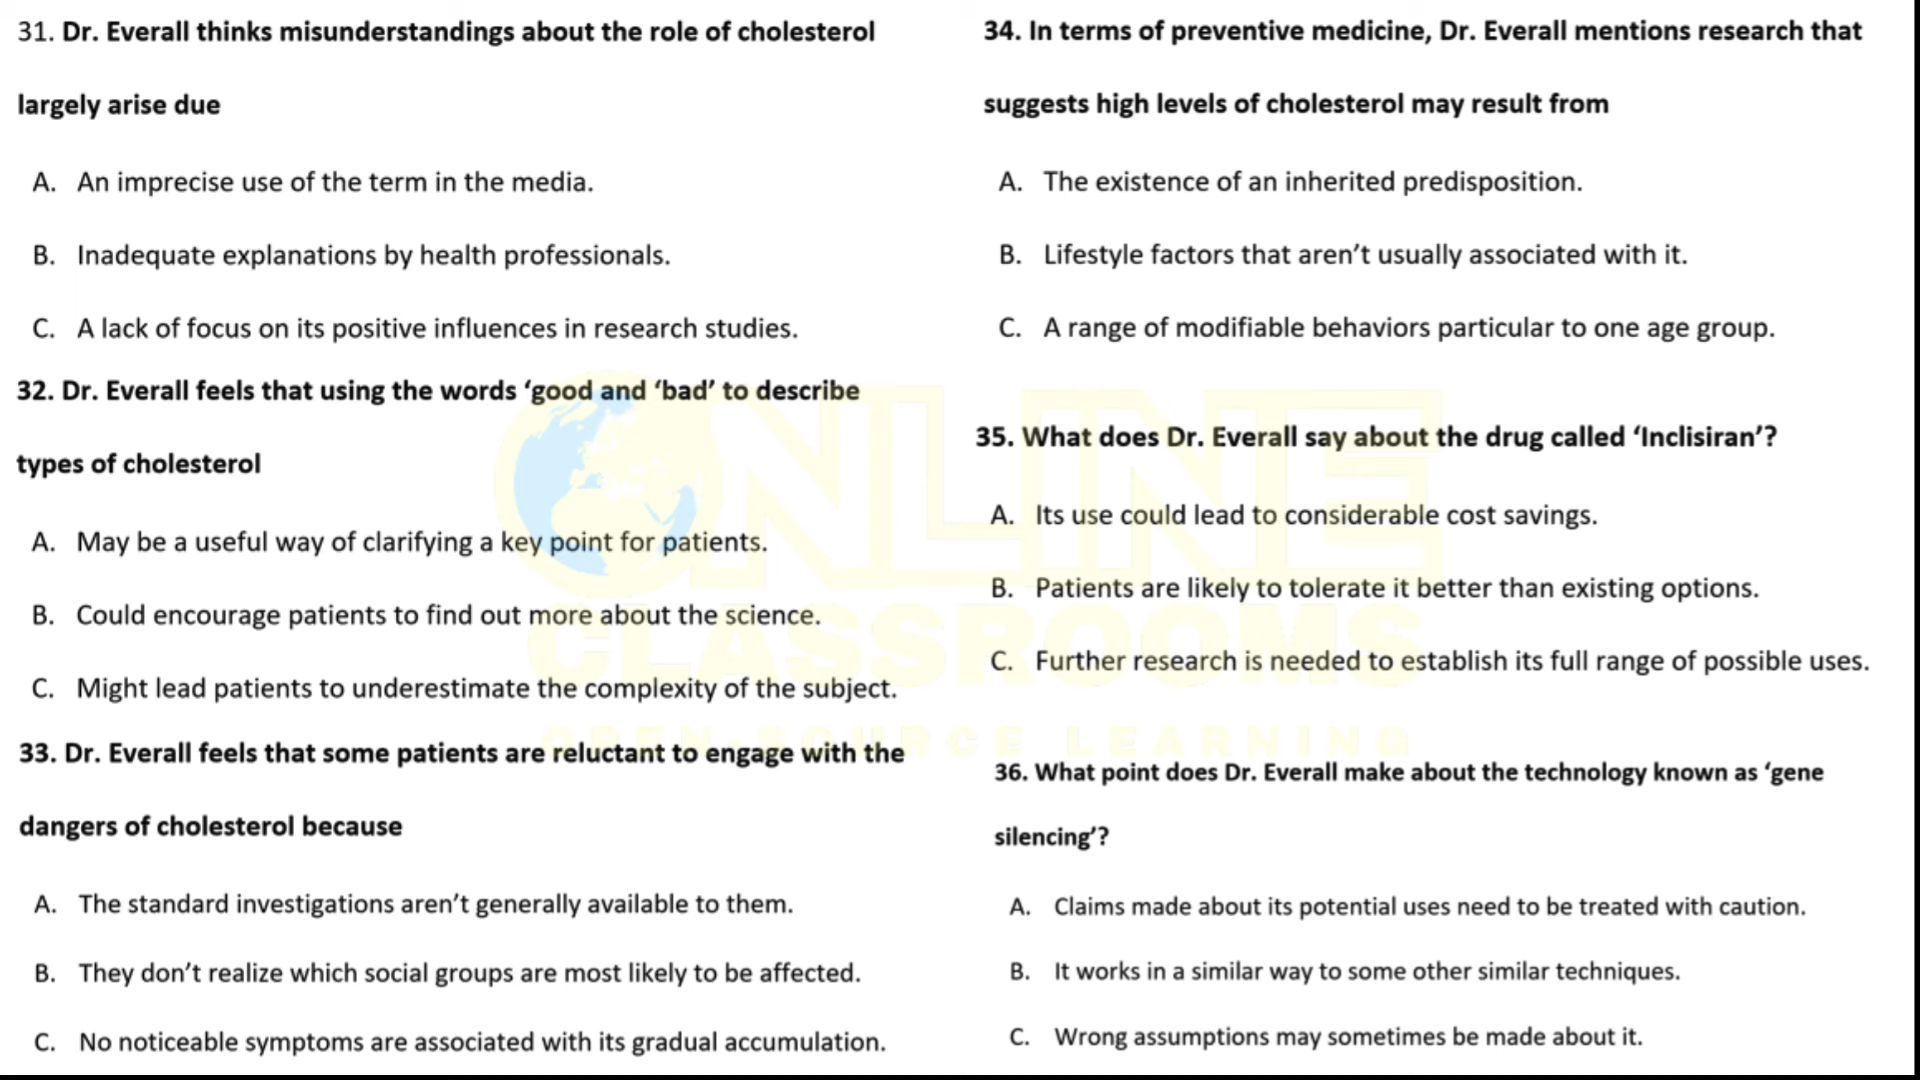 31. Dr. Everall thinks misunderstandings about the role of cholesterol
largely arise due
A. An imprecise use of the term in the media.
B. Inadequate explanations by health professionals.
C. A lack of focus on its positive influences in research studies.
32. Dr. Everall feels that using the words ‘good and ‘bad’ to describe
types of cholesterol
A. May be a useful way of clarifying a key point for patients.
B. Could encourage patients to find out more about the science.
C. Might lead patients to underestimate the complexity of the subject.
33. Dr. Everall feels that some patients are reluctant to engage with the
dangers of cholesterol because
A. The standard investigations aren’t generally available to them.
B. They don’t realize which social groups are most likely to be affected.
C. No noticeable symptoms are associated with its gradual accumulation.
34. In terms of preventive medicine, Dr. Everall mentions research that
suggests high levels of cholesterol may result from
A. The existence of an inherited predisposition.
B. Lifestyle factors that aren’t usually associated with it.
C. A range of modifiable behaviors particular to one age group.
35. What does Dr. Everall say about the drug called ‘Inclisiran’?
A. Its use could lead to considerable cost savings.
B. Patients are likely to tolerate it better than existing options.
C. Further research is needed to establish its full range of possible uses.
36. What point does Dr. Everall make about the technology known as ‘gene
silencing’?
A. Claims made about its potential uses need to be treated with caution.
B. It works in a similar way to some other similar techniques.
C. Wrong assumptions may sometimes be made about it.
ONLINE
CLASSROOMS
OPEN-SOURCE LEARNING